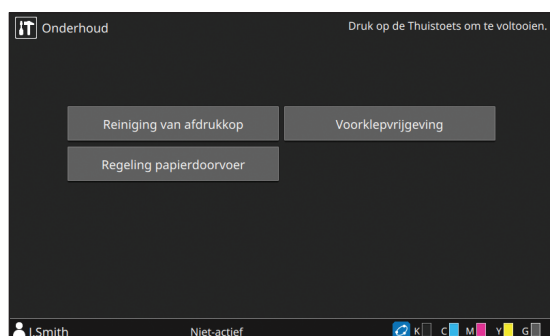 Onderhoud
Druk op de Thuistoets om te voltooien.
Reiniging van afdrukkop
Voorklepvrijgeving
Regeling papierdoorvoer
J.Smith
Niet-actief
K C M Y G